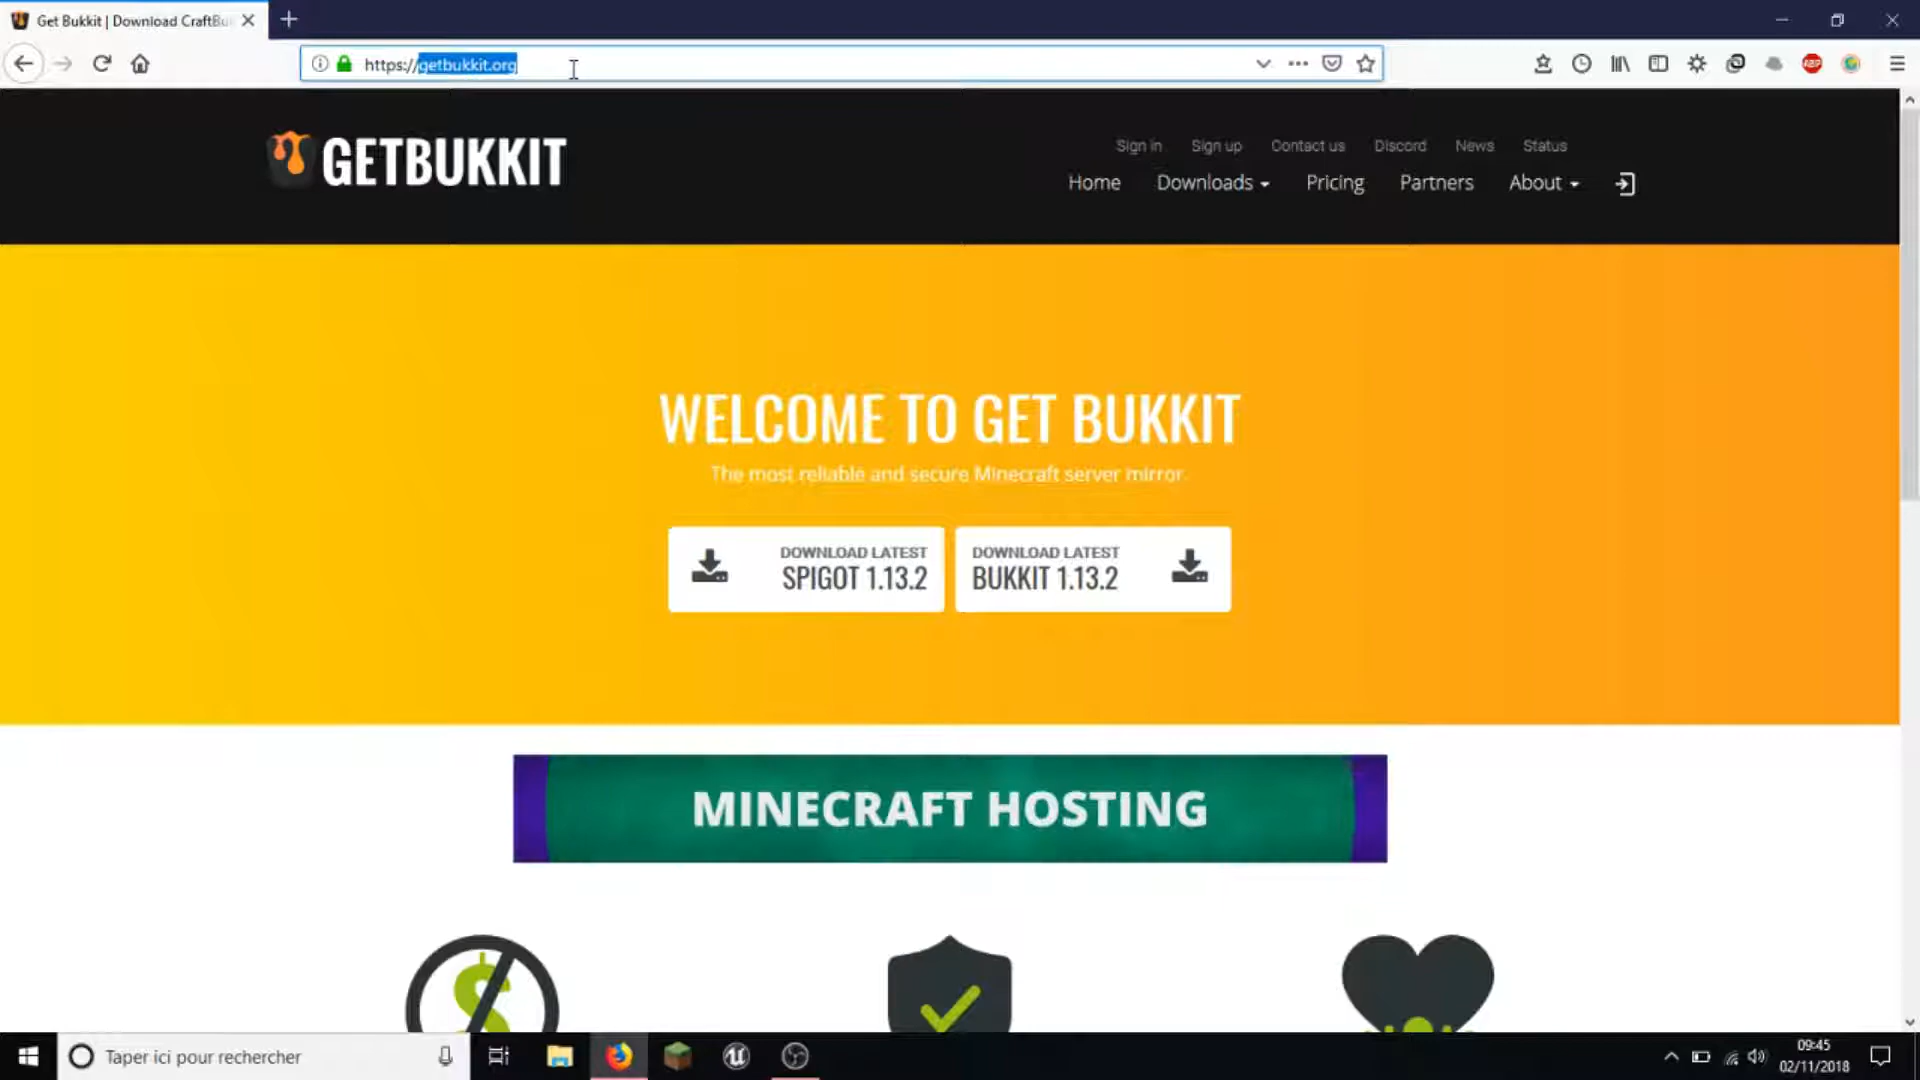 Get Bukkit | Download CraftBu
https://getbukkit.org
ABP
GETBUKKIT
Sign in Sign up Contact us Discord News Status
Home Downloads Pricing Partners About
WELCOME TO GET BUKKIT
The most reliable and secure Minecraft server mirror.
DOWNLOAD LATEST
SPIGOT 1.13.2
DOWNLOAD LATEST
BUKKIT 1.13.2
MINECRAFT HOSTING
Taper ici pour rechercher
09:45
02/11/2018